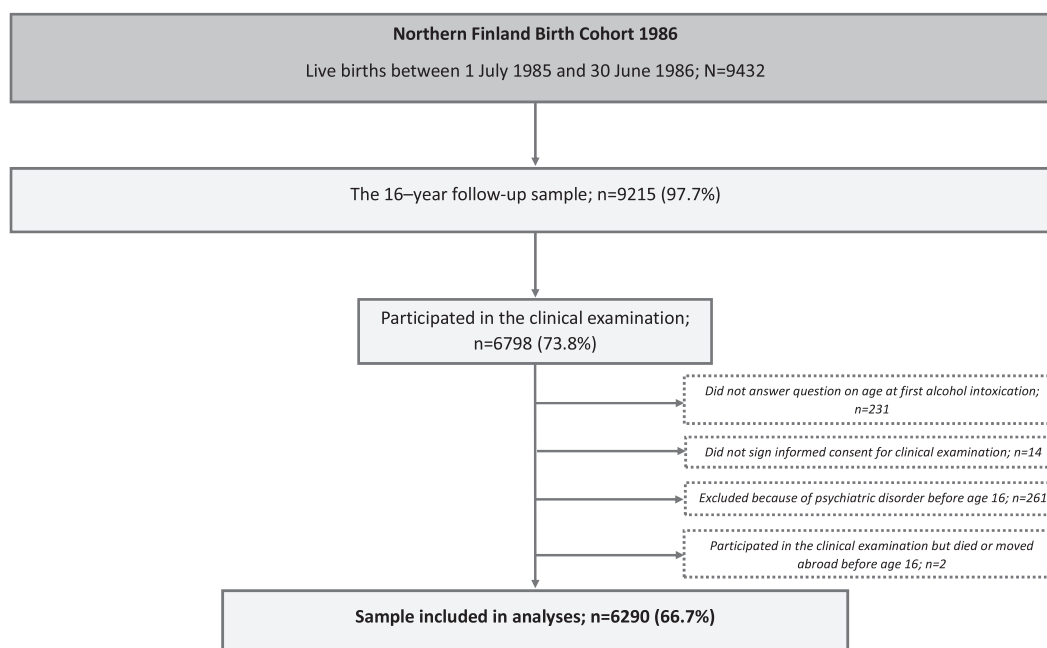 Northern Finland Birth Cohort 1986
Live births between 1 July 1985 and 30 June 1986; N=9432
The 16–year follow-up sample; n=9215 (97.7%)
Participated in the clinical examination;
n=6798 (73.8%)
Did not answer question on age at first alcohol intoxication;
n=231
Did not sign informed consent for clinical examination; n=14
Excluded because of psychiatric disorder before age 16; n=261
Participated in the clinical examination but died or moved
abroad before age 16; n=2
Sample included in analyses; n=6290 (66.7%)